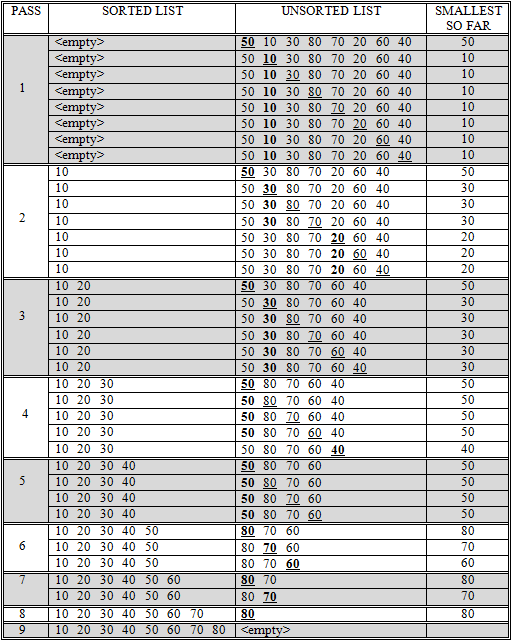 PASS SORTED LIST UNSORTED LIST SMALLEST SO FAR
1
<empty> 50 10 30 80 70 20 60 40 50
<empty> 50 10 30 80 70 20 60 40 10
<empty> 50 10 30 80 70 20 60 40 10
<empty> 50 10 30 80 70 20 60 40 10
<empty> 50 10 30 80 70 20 60 40 10
<empty> 50 10 30 80 70 20 60 40 10
<empty> 50 10 30 80 70 20 60 40 10
<empty> 50 10 30 80 70 20 60 40 10
2
10 50 30 80 70 20 60 40 50
10 50 30 80 70 20 60 40 30
10 50 30 80 70 20 60 40 30
10 50 30 80 70 20 60 40 30
10 50 30 80 70 20 60 40 20
10 50 30 80 70 20 60 40 20
10 50 30 80 70 20 60 40 20
3
10 20 50 30 80 70 60 40 50
10 20 50 30 80 70 60 40 30
10 20 50 30 80 70 60 40 30
10 20 50 30 80 70 60 40 30
10 20 50 30 80 70 60 40 30
10 20 50 30 80 70 60 40 30
4
10 20 30 50 80 70 60 40 50
10 20 30 50 80 70 60 40 50
10 20 30 50 80 70 60 40 50
10 20 30 50 80 70 60 40 50
10 20 30 50 80 70 60 40 40
5
10 20 30 40 50 80 70 60 50
10 20 30 40 50 80 70 60 50
10 20 30 40 50 80 70 60 50
10 20 30 40 50 80 70 60 50
6
10 20 30 40 50 80 70 60 80
10 20 30 40 50 80 70 60 70
10 20 30 40 50 80 70 60 60
7
10 20 30 40 50 60 80 70 80
10 20 30 40 50 60 80 70 70
8 10 20 30 40 50 60 70 80 80
9 10 20 30 40 50 60 70 80 <empty>